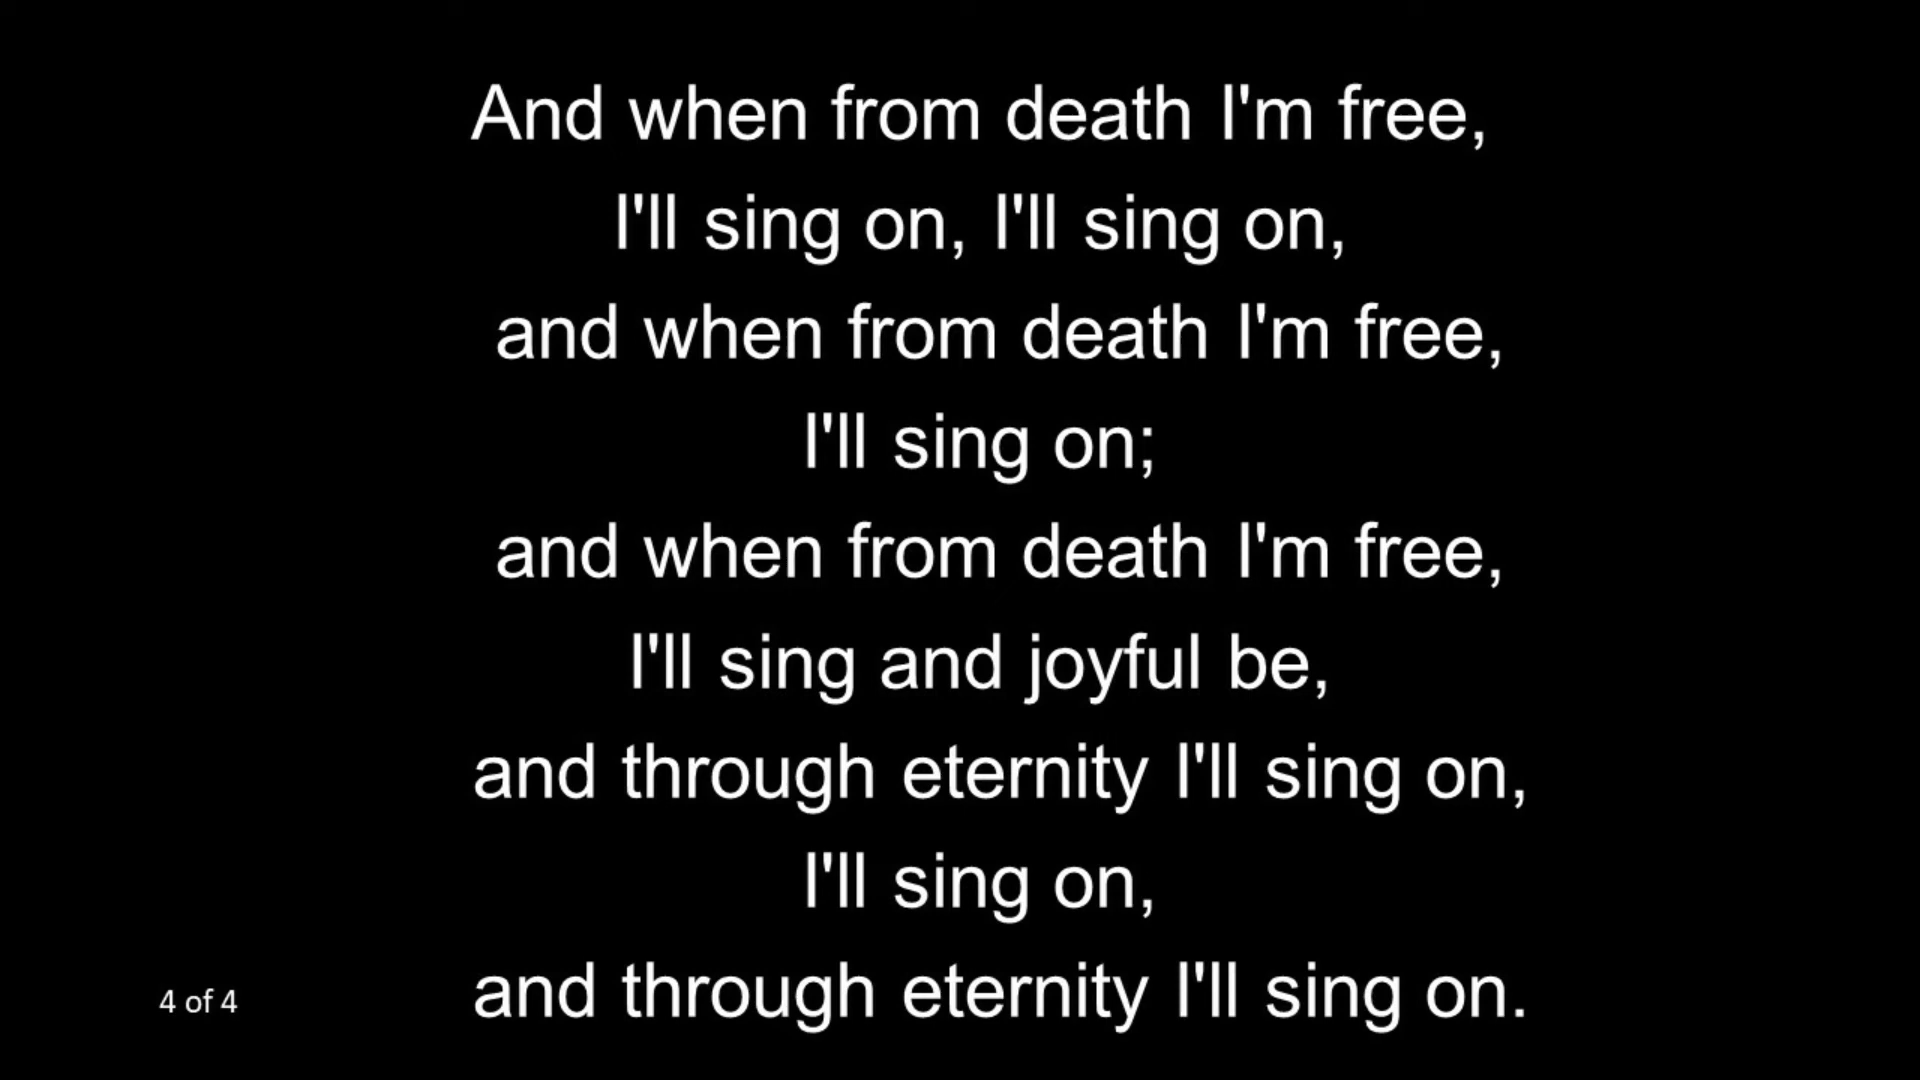 And when from death I'm free,
I'll sing on, I'll sing on,
and when from death I'm free,
I'll sing on;
and when from death I'm free,
I'll sing and joyful be,
and through eternity I'll sing on,
I'll sing on,
and through eternity I'll sing on.
4 of 4